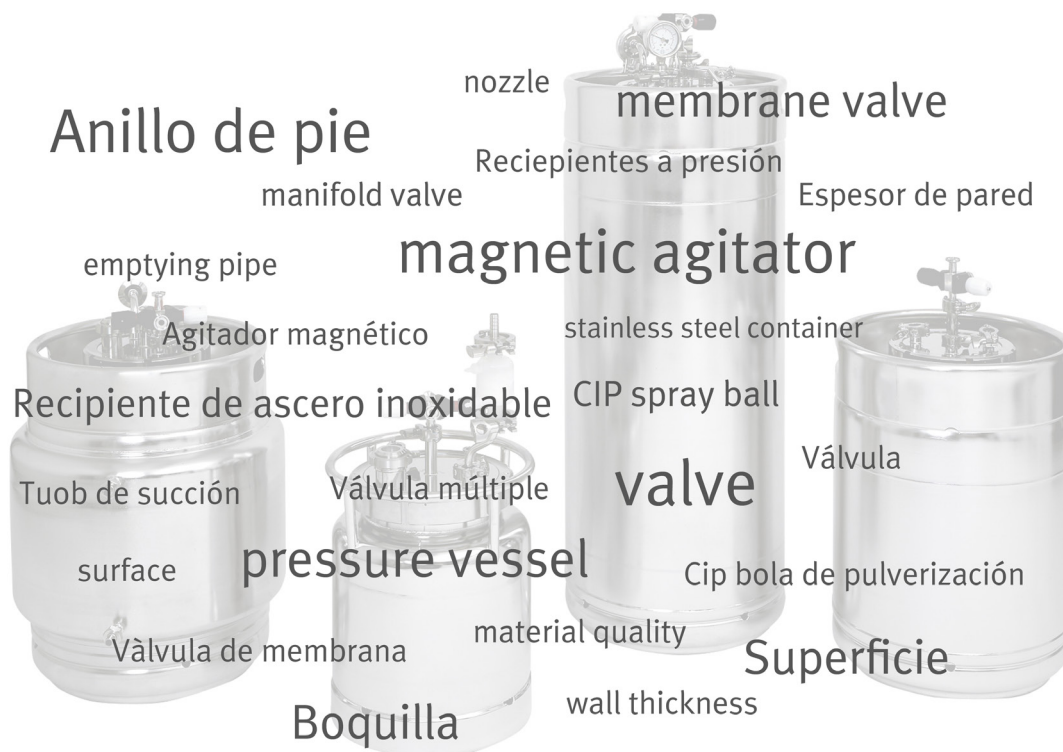 nozzle
membrane valve
Anillo de pie
Reciepientes a presión
manifold valve
Espesor de pared
magnetic agitator
emptying pipe
Agitador magnético
stainless steel container
Recipiente de ascero inoxidable
CIP spray ball
Válvula
Tuob de succión
Válvula múltiple
valve
surface
pressure vessel
Cip bola de pulverización
material quality
Vàlvula de membrana
Superficie
wall thickness
Boquilla